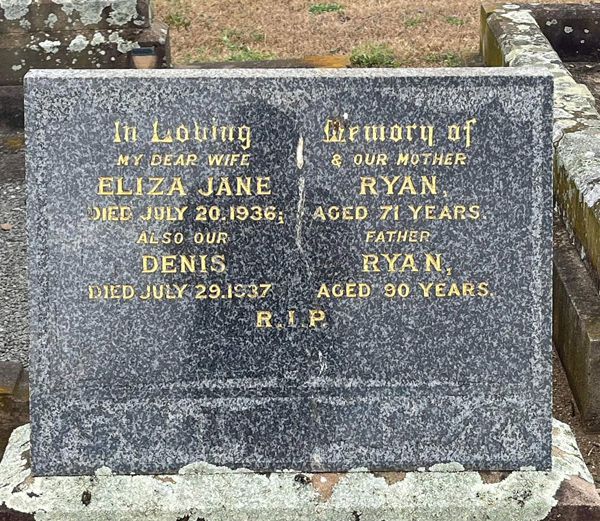 In Loving Memory of
MY DEAR WIFE & OUR MOTHER
ELIZA JANE RYAN,
DIED JULY 20. 1936; AGED 71 YEARS.
ALSO OUR FATHER
DENIS RYAN,
DIED JULY 29. 1937 AGED 90 YEARS.
R.I.P.